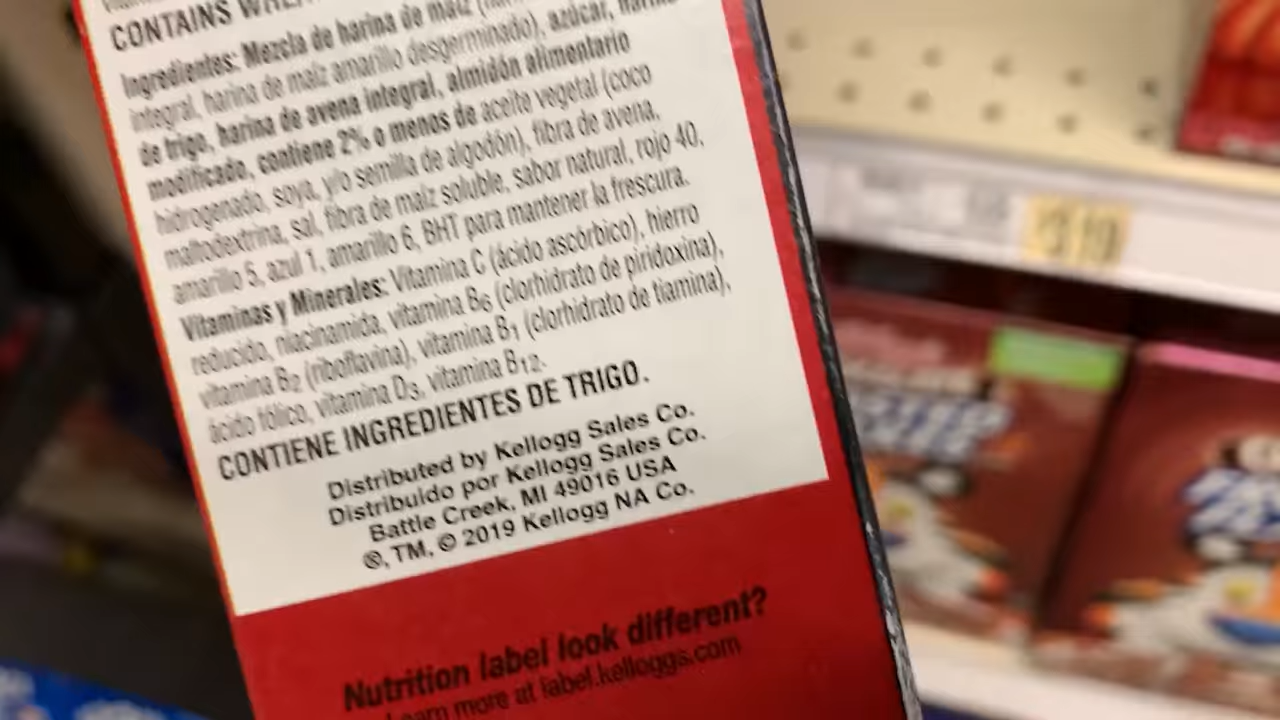 CONTAINS WHEAT
Ingredientes: Mezcla de harina de maíz
integral, harina de maíz amarillo desgerminado), azúcar, harina
de trigo, harina de avena integral, almidón alimentario
modificado, contiene 2% o menos de aceite vegetal (coco
hidrogenado, soya, y/o semilla de algodón), fibra de avena,
maltodextrina, sal, fibra de maíz soluble, sabor natural, rojo 40,
amarillo 5, azul 1, amarillo 6, BHT para mantener la frescura.
Vitaminas y Minerales: Vitamina C (ácido ascórbico), hierro
reducido, niacinamida, vitamina B6 (clorhidrato de piridoxina),
vitamina B2 (riboflavina), vitamina B1 (clorhidrato de tiamina),
ácido fólico, vitamina D3, vitamina B12.
CONTIENE INGREDIENTES DE TRIGO.
Distributed by Kellogg Sales Co.
Distribuido por Kellogg Sales Co.
Battle Creek, MI 49016 USA
®, TM, © 2019 Kellogg NA Co.
Nutrition label look different?
Learn more at label.kelloggs.com